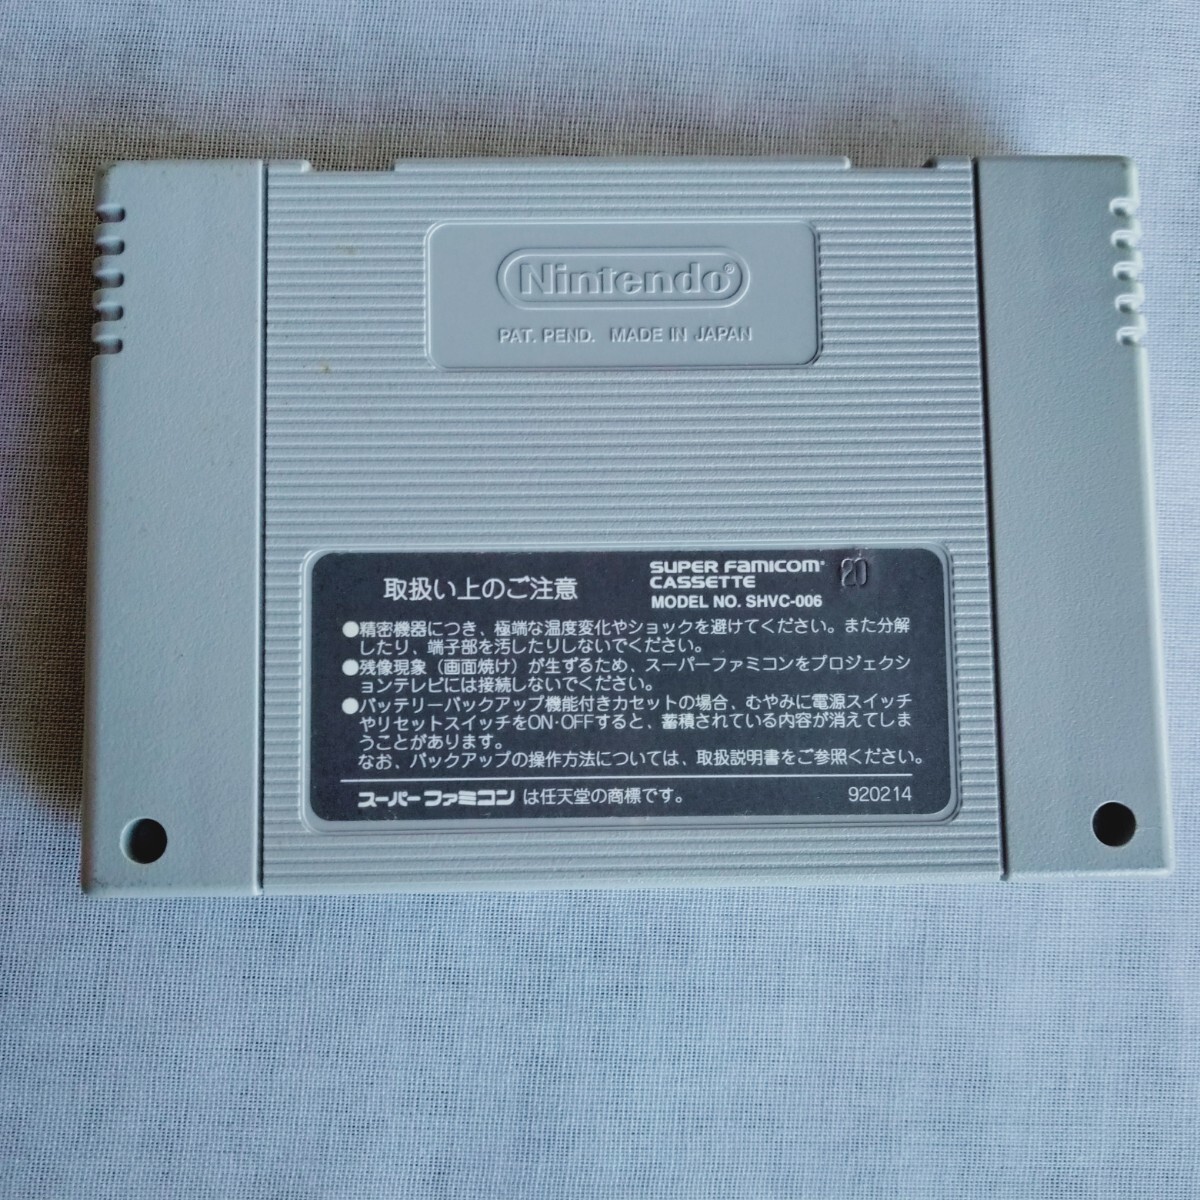 Nintendo®
PAT. PEND. MADE IN JAPAN
取扱い上のご注意
SUPER FAMICOM
CASSETTE
MODEL NO. SHVC-006
20
●精密機器につき、極端な温度変化やショックを避けてください。また分解
したり、端子部を汚したりしないでください。
●残像現象（画面焼け）が生ずるため、スーパーファミコンをプロジェクシ
ョンテレビには接続しないでください。
●バッテリーバックアップ機能付きカセットの場合、むやみに電源スイッチ
やリセットスイッチをON・OFFすると、蓄積されている内容が消えてしま
うことがあります。
なお、バックアップの操作方法については、取扱説明書をご参照ください。
スーパーファミコン は任天堂の商標です。
920214